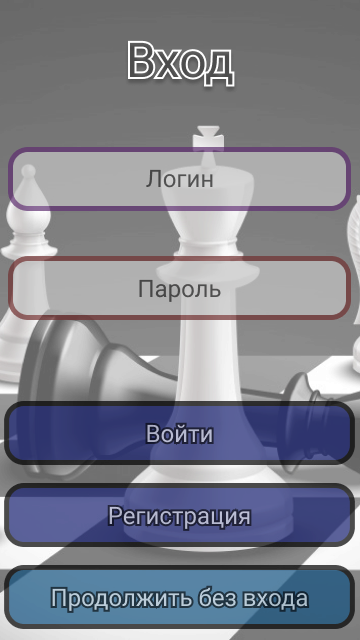 Вход
Логин
Пароль
Войти
Регистрация
Продолжить без входа